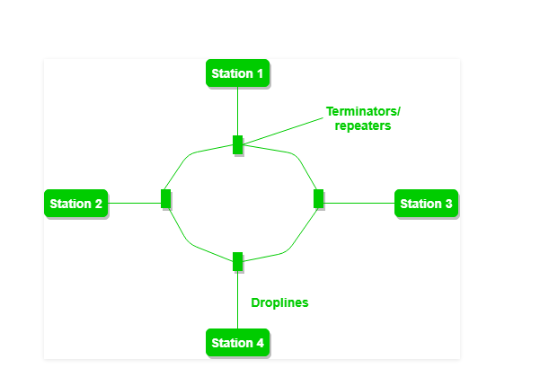 Station 1
Terminators/
repeaters
Station 2
Station 3
Droplines
Station 4